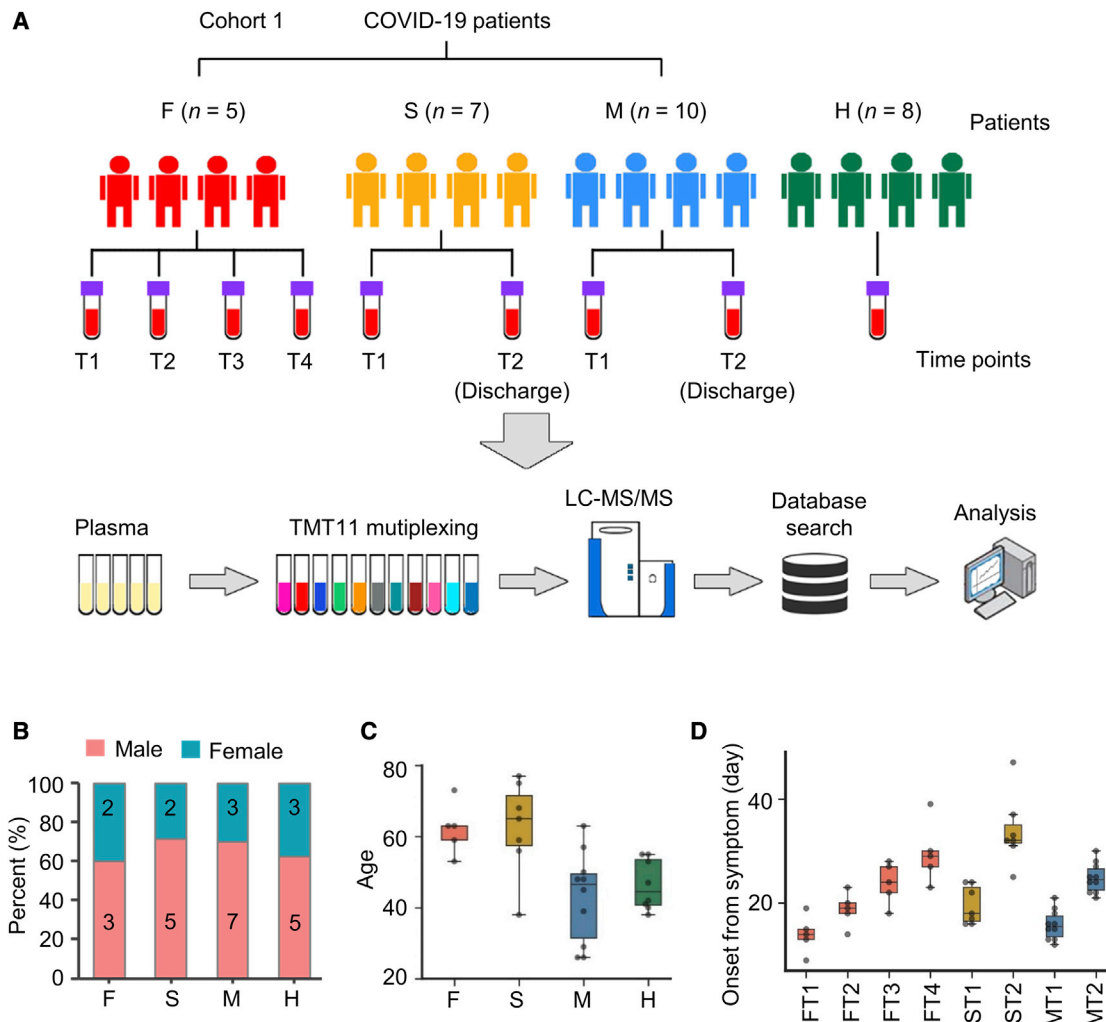 A
Cohort 1 COVID-19 patients
F (n = 5) S (n = 7) M (n = 10) H (n = 8) Patients
T1 T2 T3 T4 T1 T2 T1 T2 Time points
(Discharge) (Discharge)
Plasma TMT11 mutiplexing LC-MS/MS Database search Analysis
B
Male Female
Percent (%)
100
80
60
40
20
0
2 2 3 3
3 5 7 5
F S M H
C
Age
80
60
40
20
F S M H
D
Onset from symptom (day)
40
20
FT1 FT2 FT3 FT4 ST1 ST2 MT1 MT2